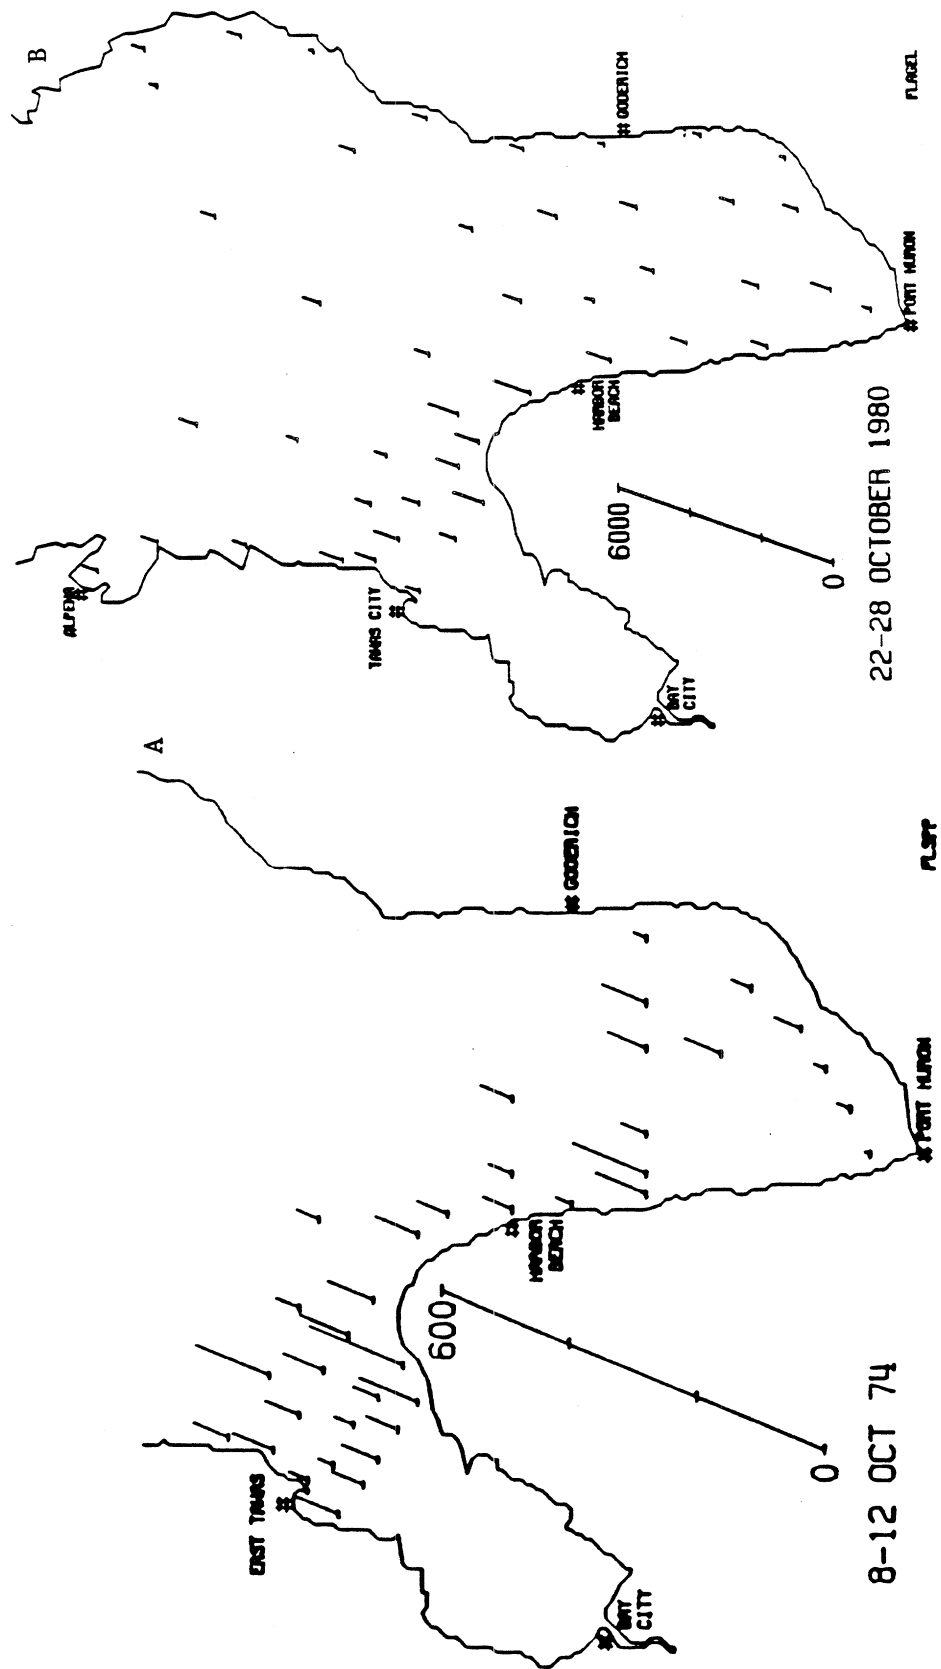 B
ALPENA
#
TAWAS CITY
#
# GODERICH
#
HARBOR
BEACH
#
BAY
CITY
# PORT HURON
6000
0
22-28 OCTOBER 1980
FLAGEL
A
EAST TAWAS
#
# GODERICH
#
HARBOR
BEACH
#
BAY
CITY
# PORT HURON
600
0
8-12 OCT 74
FLSPP